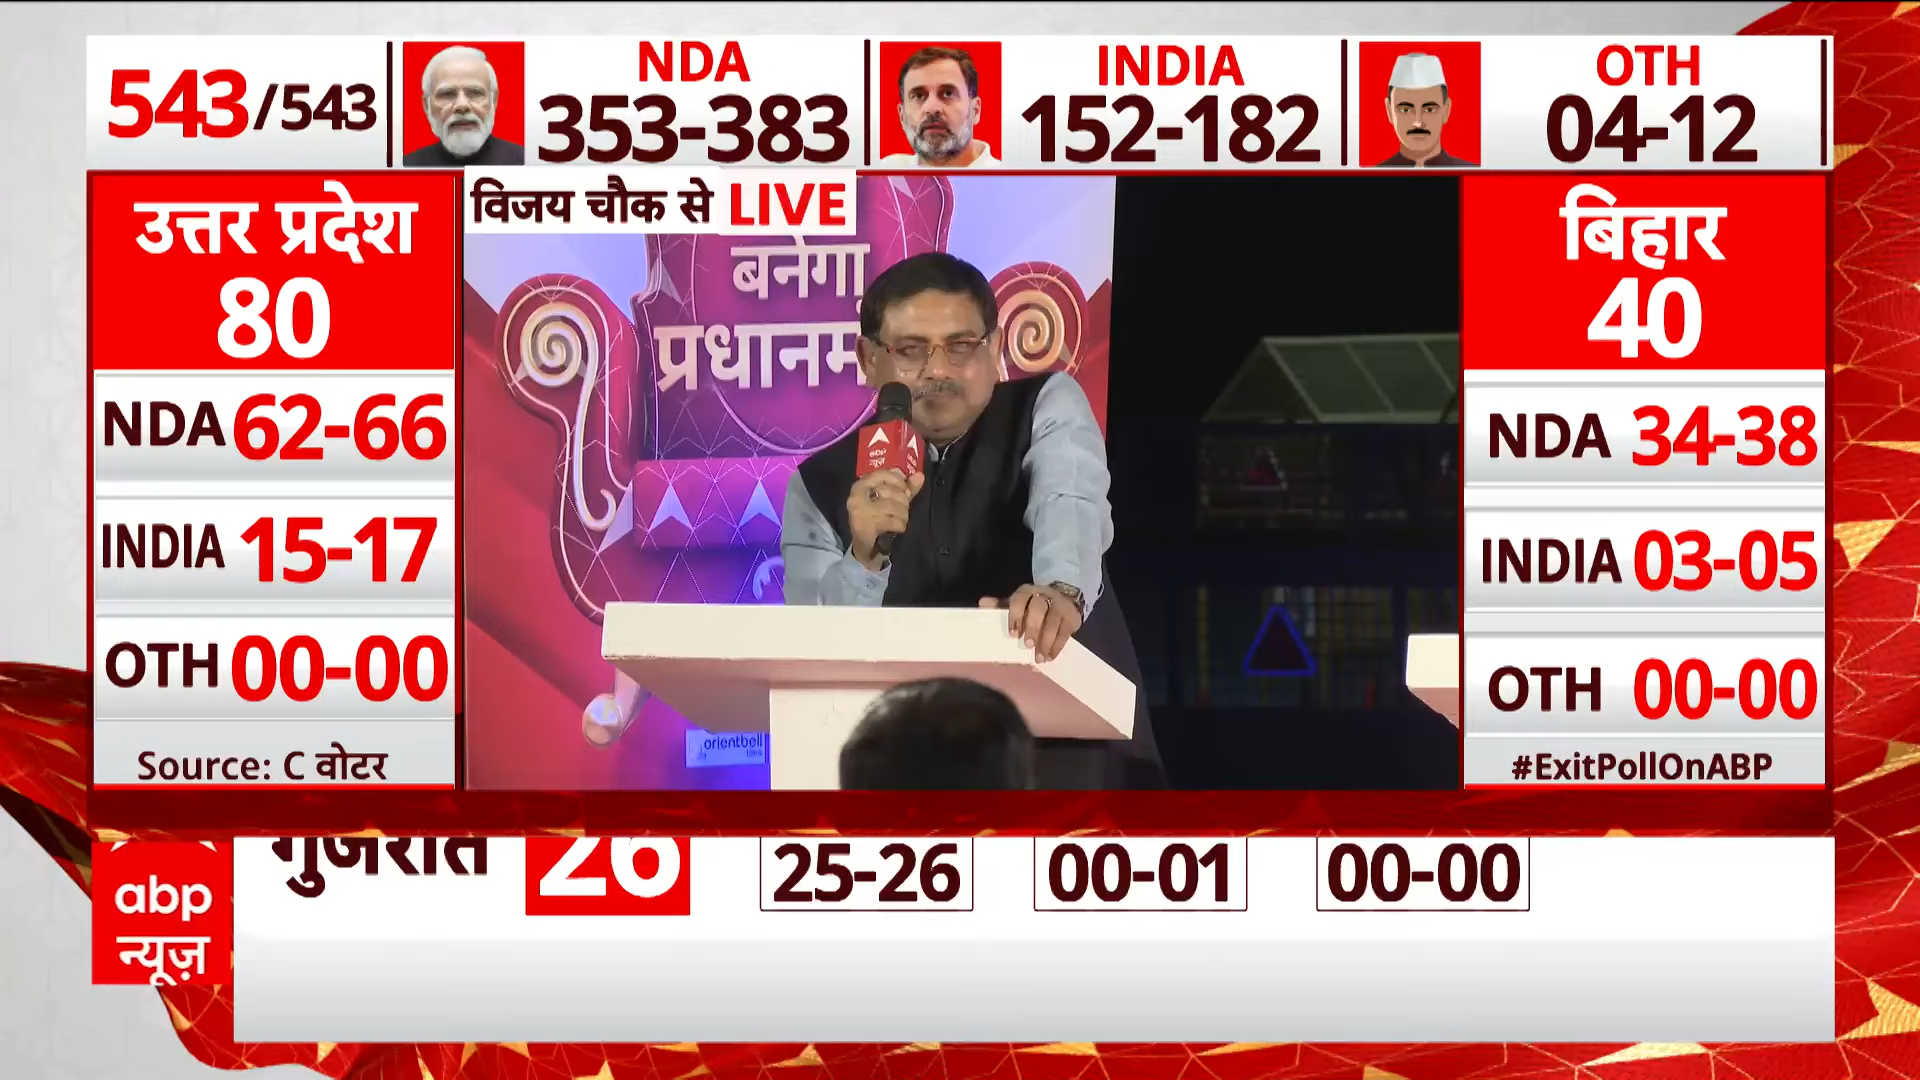 543/543
NDA
353-383
INDIA
152-182
OTH
04-12
उत्तर प्रदेश
80
NDA 62-66
INDIA 15-17
OTH 00-00
Source: C वोटर
विजय चौक से LIVE
बनेगा
प्रधानम
abp
न्यूज़
orientbell
बिहार
40
NDA 34-38
INDIA 03-05
OTH 00-00
#ExitPollOnABP
abp
न्यूज़
गुजरात 26 25-26 00-01 00-00